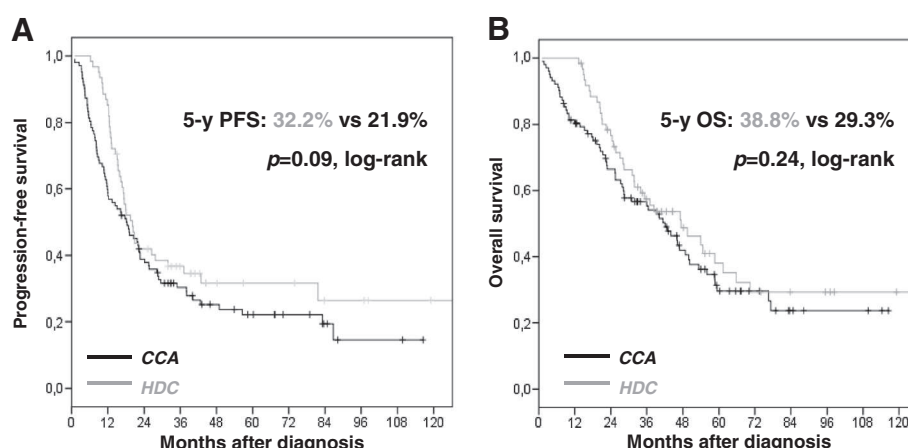 A
Progression-free survival
1,0
0,8
0,6
0,4
0,2
0,0
5-y PFS: 32.2% vs 21.9%
p=0.09, log-rank
CCA
HDC
0 12 24 36 48 60 72 84 96 108 120
Months after diagnosis
B
Overall survival
1,0
0,8
0,6
0,4
0,2
0,0
5-y OS: 38.8% vs 29.3%
p=0.24, log-rank
CCA
HDC
0 12 24 36 48 60 72 84 96 108 120
Months after diagnosis